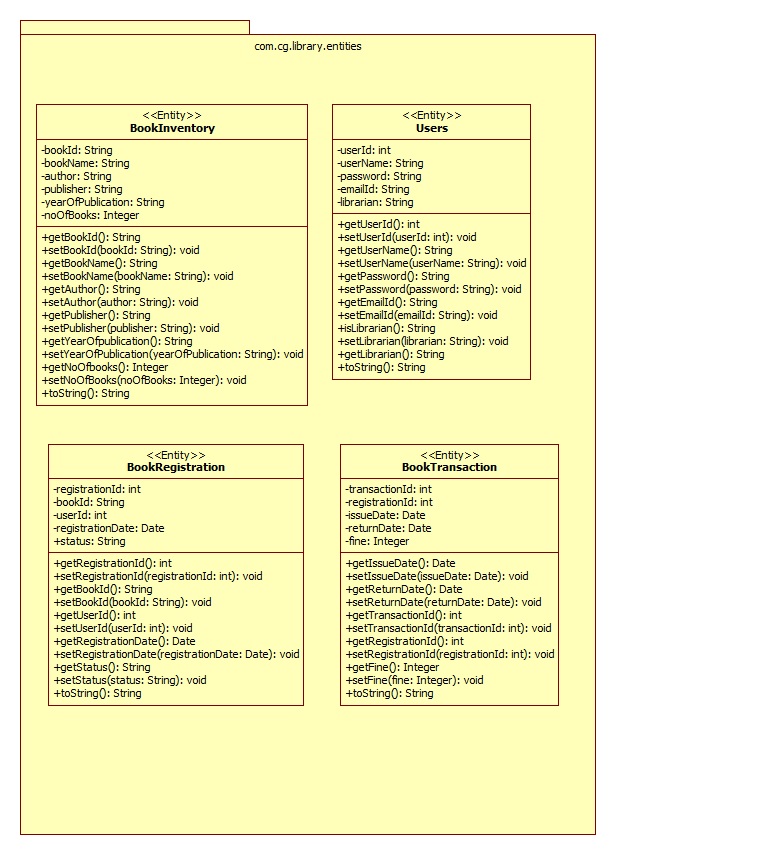 com.cg.library.entities
<<Entity>>
BookInventory
-bookId: String
-bookName: String
-author: String
-publisher: String
-yearOfPublication: String
-noOfBooks: Integer
+getBookId(): String
+setBookId(bookId: String): void
+getBookName(): String
+setBookName(bookName: String): void
+getAuthor(): String
+setAuthor(author: String): void
+getPublisher(): String
+setPublisher(publisher: String): void
+getYearOfpublication(): String
+setYearOfPublication(yearOfPublication: String): void
+getNoOfbooks(): Integer
+setNoOfBooks(noOfBooks: Integer): void
+toString(): String
<<Entity>>
Users
-userId: int
-userName: String
-password: String
-emailId: String
-librarian: String
+getUserId(): int
+setUserId(userId: int): void
+getUserName(): String
+setUserName(userName: String): void
+getPassword(): String
+setPassword(password: String): void
+getEmailId(): String
+setEmailId(emailId: String): void
+isLibrarian(): String
+setLibrarian(librarian: String): void
+getLibrarian(): String
+toString(): String
<<Entity>>
BookRegistration
-registrationId: int
-bookId: String
-userId: int
-registrationDate: Date
+status: String
+getRegistrationId(): int
+setRegistrationId(registrationId: int): void
+getBookId(): String
+setBookId(bookId: String): void
+getUserId(): int
+setUserId(userId: int): void
+getRegistrationDate(): Date
+setRegistrationDate(registrationDate: Date): void
+getStatus(): String
+setStatus(status: String): void
+toString(): String
<<Entity>>
BookTransaction
-transactionId: int
-registrationId: int
-issueDate: Date
-returnDate: Date
-fine: Integer
+getIssueDate(): Date
+setIssueDate(issueDate: Date): void
+getReturnDate(): Date
+setReturnDate(returnDate: Date): void
+getTransactionId(): int
+setTransactionId(transactionId: int): void
+getRegistrationId(): int
+setRegistrationId(registrationId: int): void
+getFine(): Integer
+setFine(fine: Integer): void
+toString(): String